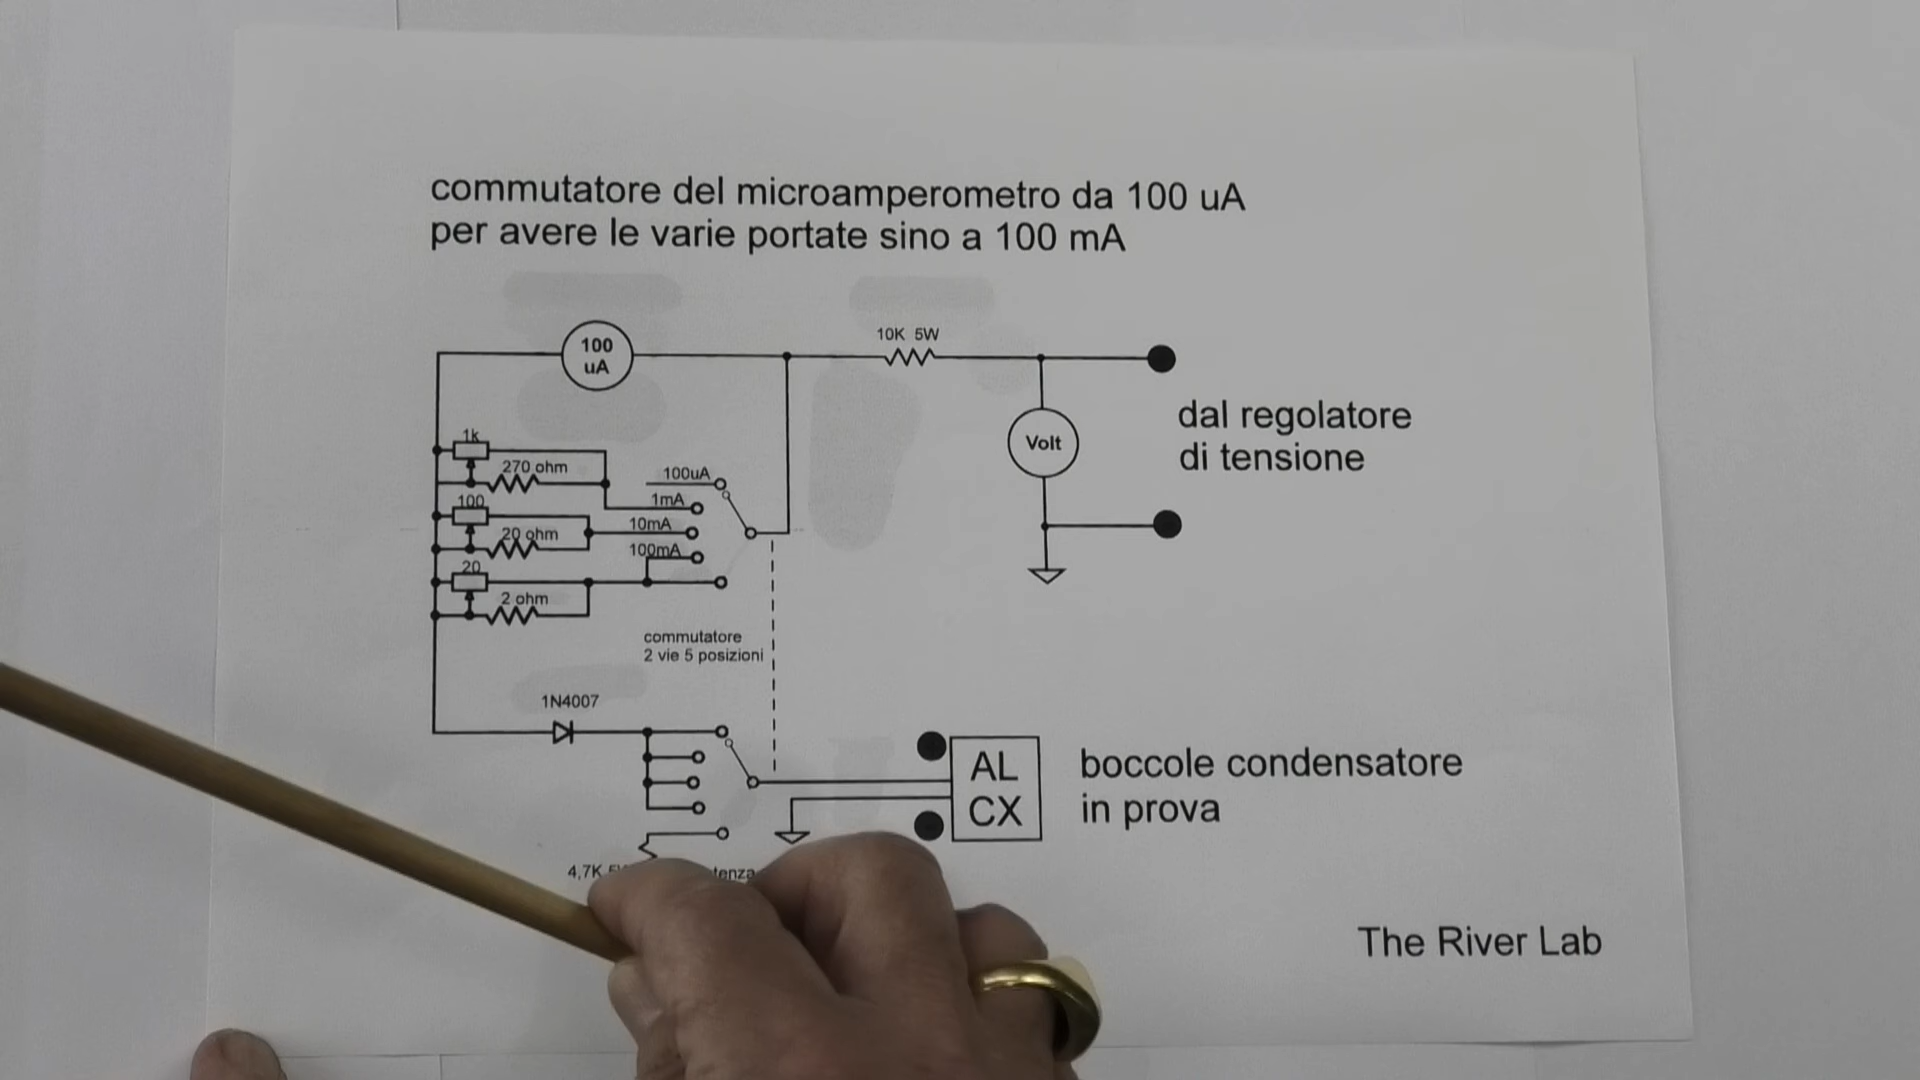 commutatore del microamperometro da 100 uA
per avere le varie portate sino a 100 mA
100
uA
10K 5W
Volt
dal regolatore
di tensione
1k
270 ohm
100
20 ohm
20
2 ohm
100uA
1mA
10mA
100mA
commutatore
2 vie 5 posizioni
1N4007
AL
CX
boccole condensatore
in prova
4,7K
The River Lab